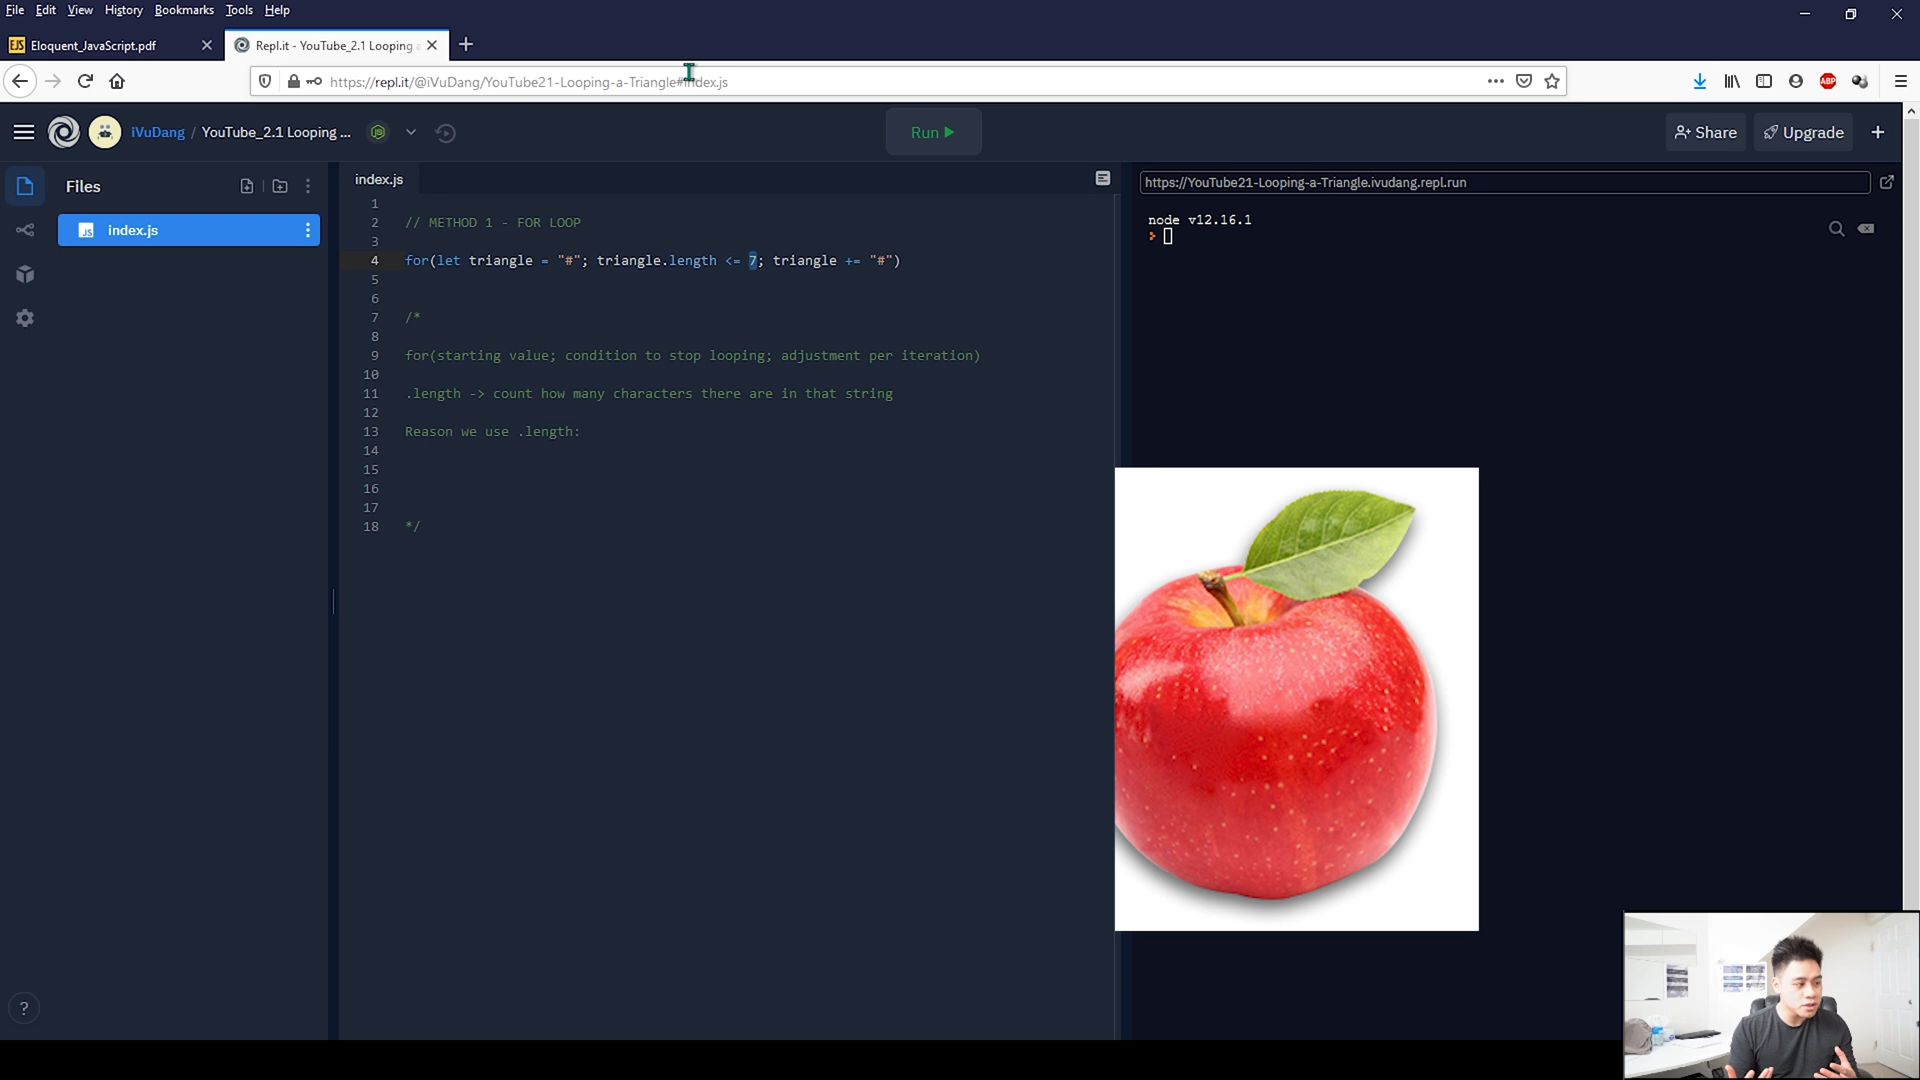 File Edit View History Bookmarks Tools Help
EJS Eloquent_JavaScript.pdf
Repl.it - YouTube_2.1 Looping
https://repl.it/@iVuDang/YouTube21-Looping-a-Triangle#index.js
ABP
iVuDang / YouTube_2.1 Looping ...
Run
Share
Upgrade
Files
JS index.js
index.js
1
2 // METHOD 1 - FOR LOOP
3
4 for(let triangle = "#"; triangle.length <= 7; triangle += "#")
5
6
7 /*
8
9 for(starting value; condition to stop looping; adjustment per iteration)
10
11 .length -> count how many characters there are in that string
12
13 Reason we use .length:
14
15
16
17
18 */
https://YouTube21-Looping-a-Triangle.ivudang.repl.run
node v12.16.1
?